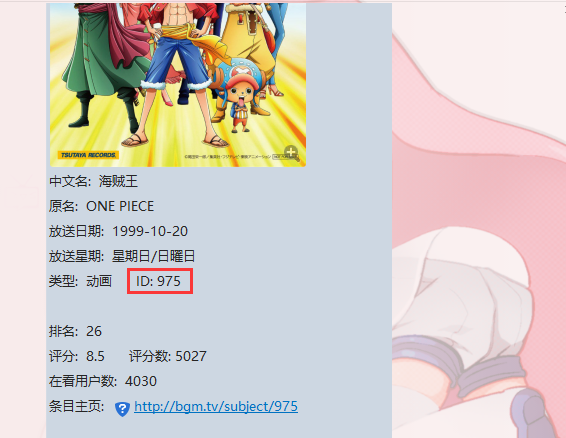 TSUTAYA RECORDS
中文名: 海贼王
原名: ONE PIECE
放送日期: 1999-10-20
放送星期: 星期日/日曜日
类型: 动画 ID: 975
排名: 26
评分: 8.5 评分数: 5027
在看用户数: 4030
条目主页: http://bgm.tv/subject/975